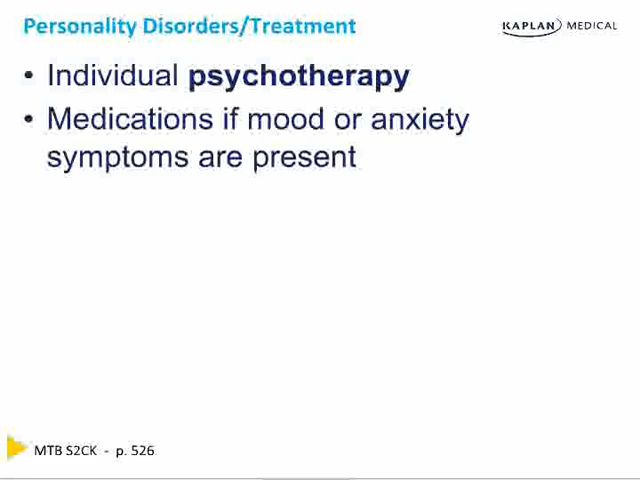 Personality Disorders/Treatment
KAPLAN MEDICAL
• Individual psychotherapy
• Medications if mood or anxiety
symptoms are present
MTB S2CK - p. 526